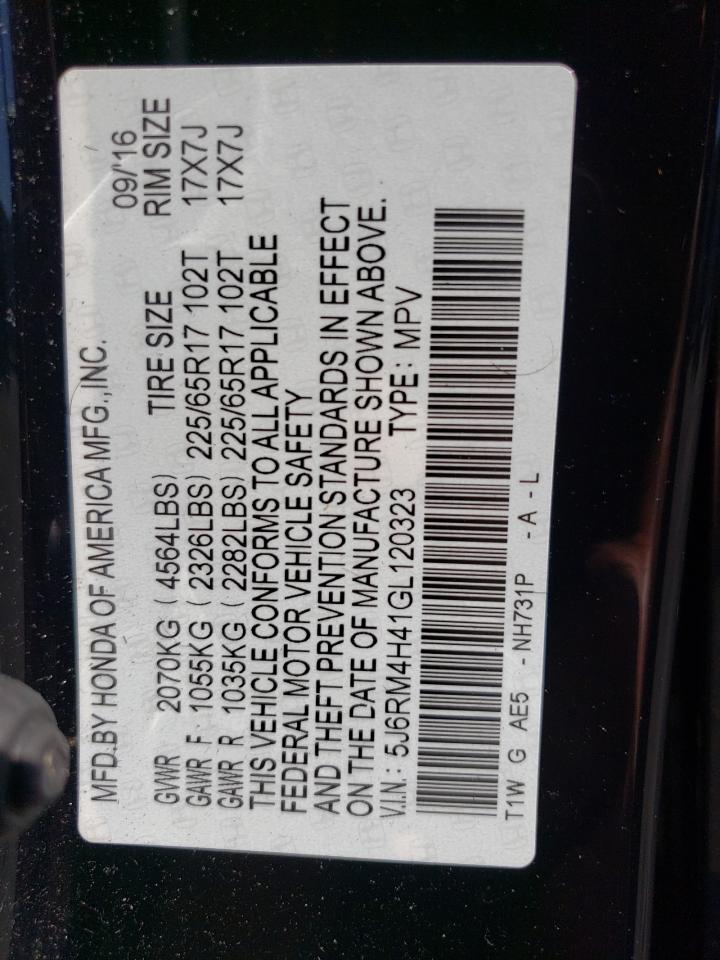 MFD.BY HONDA OF AMERICA MFG.,INC. 09/'16
GVWR 2070KG ( 4564LBS) TIRE SIZE RIM SIZE
GAWR F 1055KG ( 2326LBS) 225/65R17 102T 17X7J
GAWR R 1035KG ( 2282LBS) 225/65R17 102T 17X7J
THIS VEHICLE CONFORMS TO ALL APPLICABLE
FEDERAL MOTOR VEHICLE SAFETY
AND THEFT PREVENTION STANDARDS IN EFFECT
ON THE DATE OF MANUFACTURE SHOWN ABOVE.
V.I.N.: 5J6RM4H41GL120323 TYPE: MPV
T1W G AE5 - NH731P - A - L